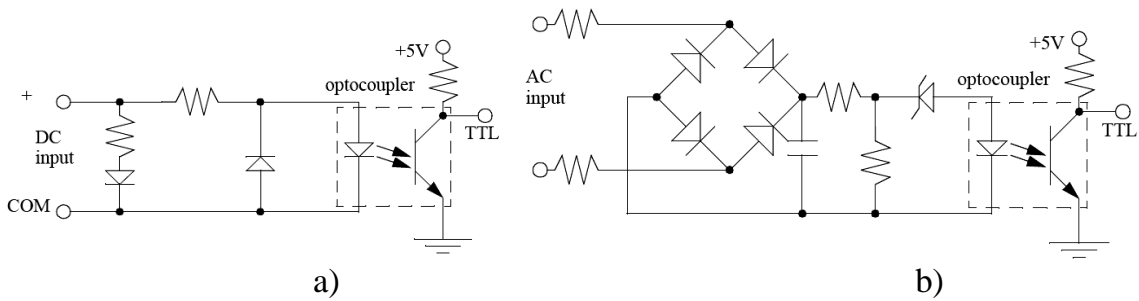 +5V
optocoupler
+
DC
input
TTL
COM
a)
+5V
optocoupler
AC
input
TTL
b)